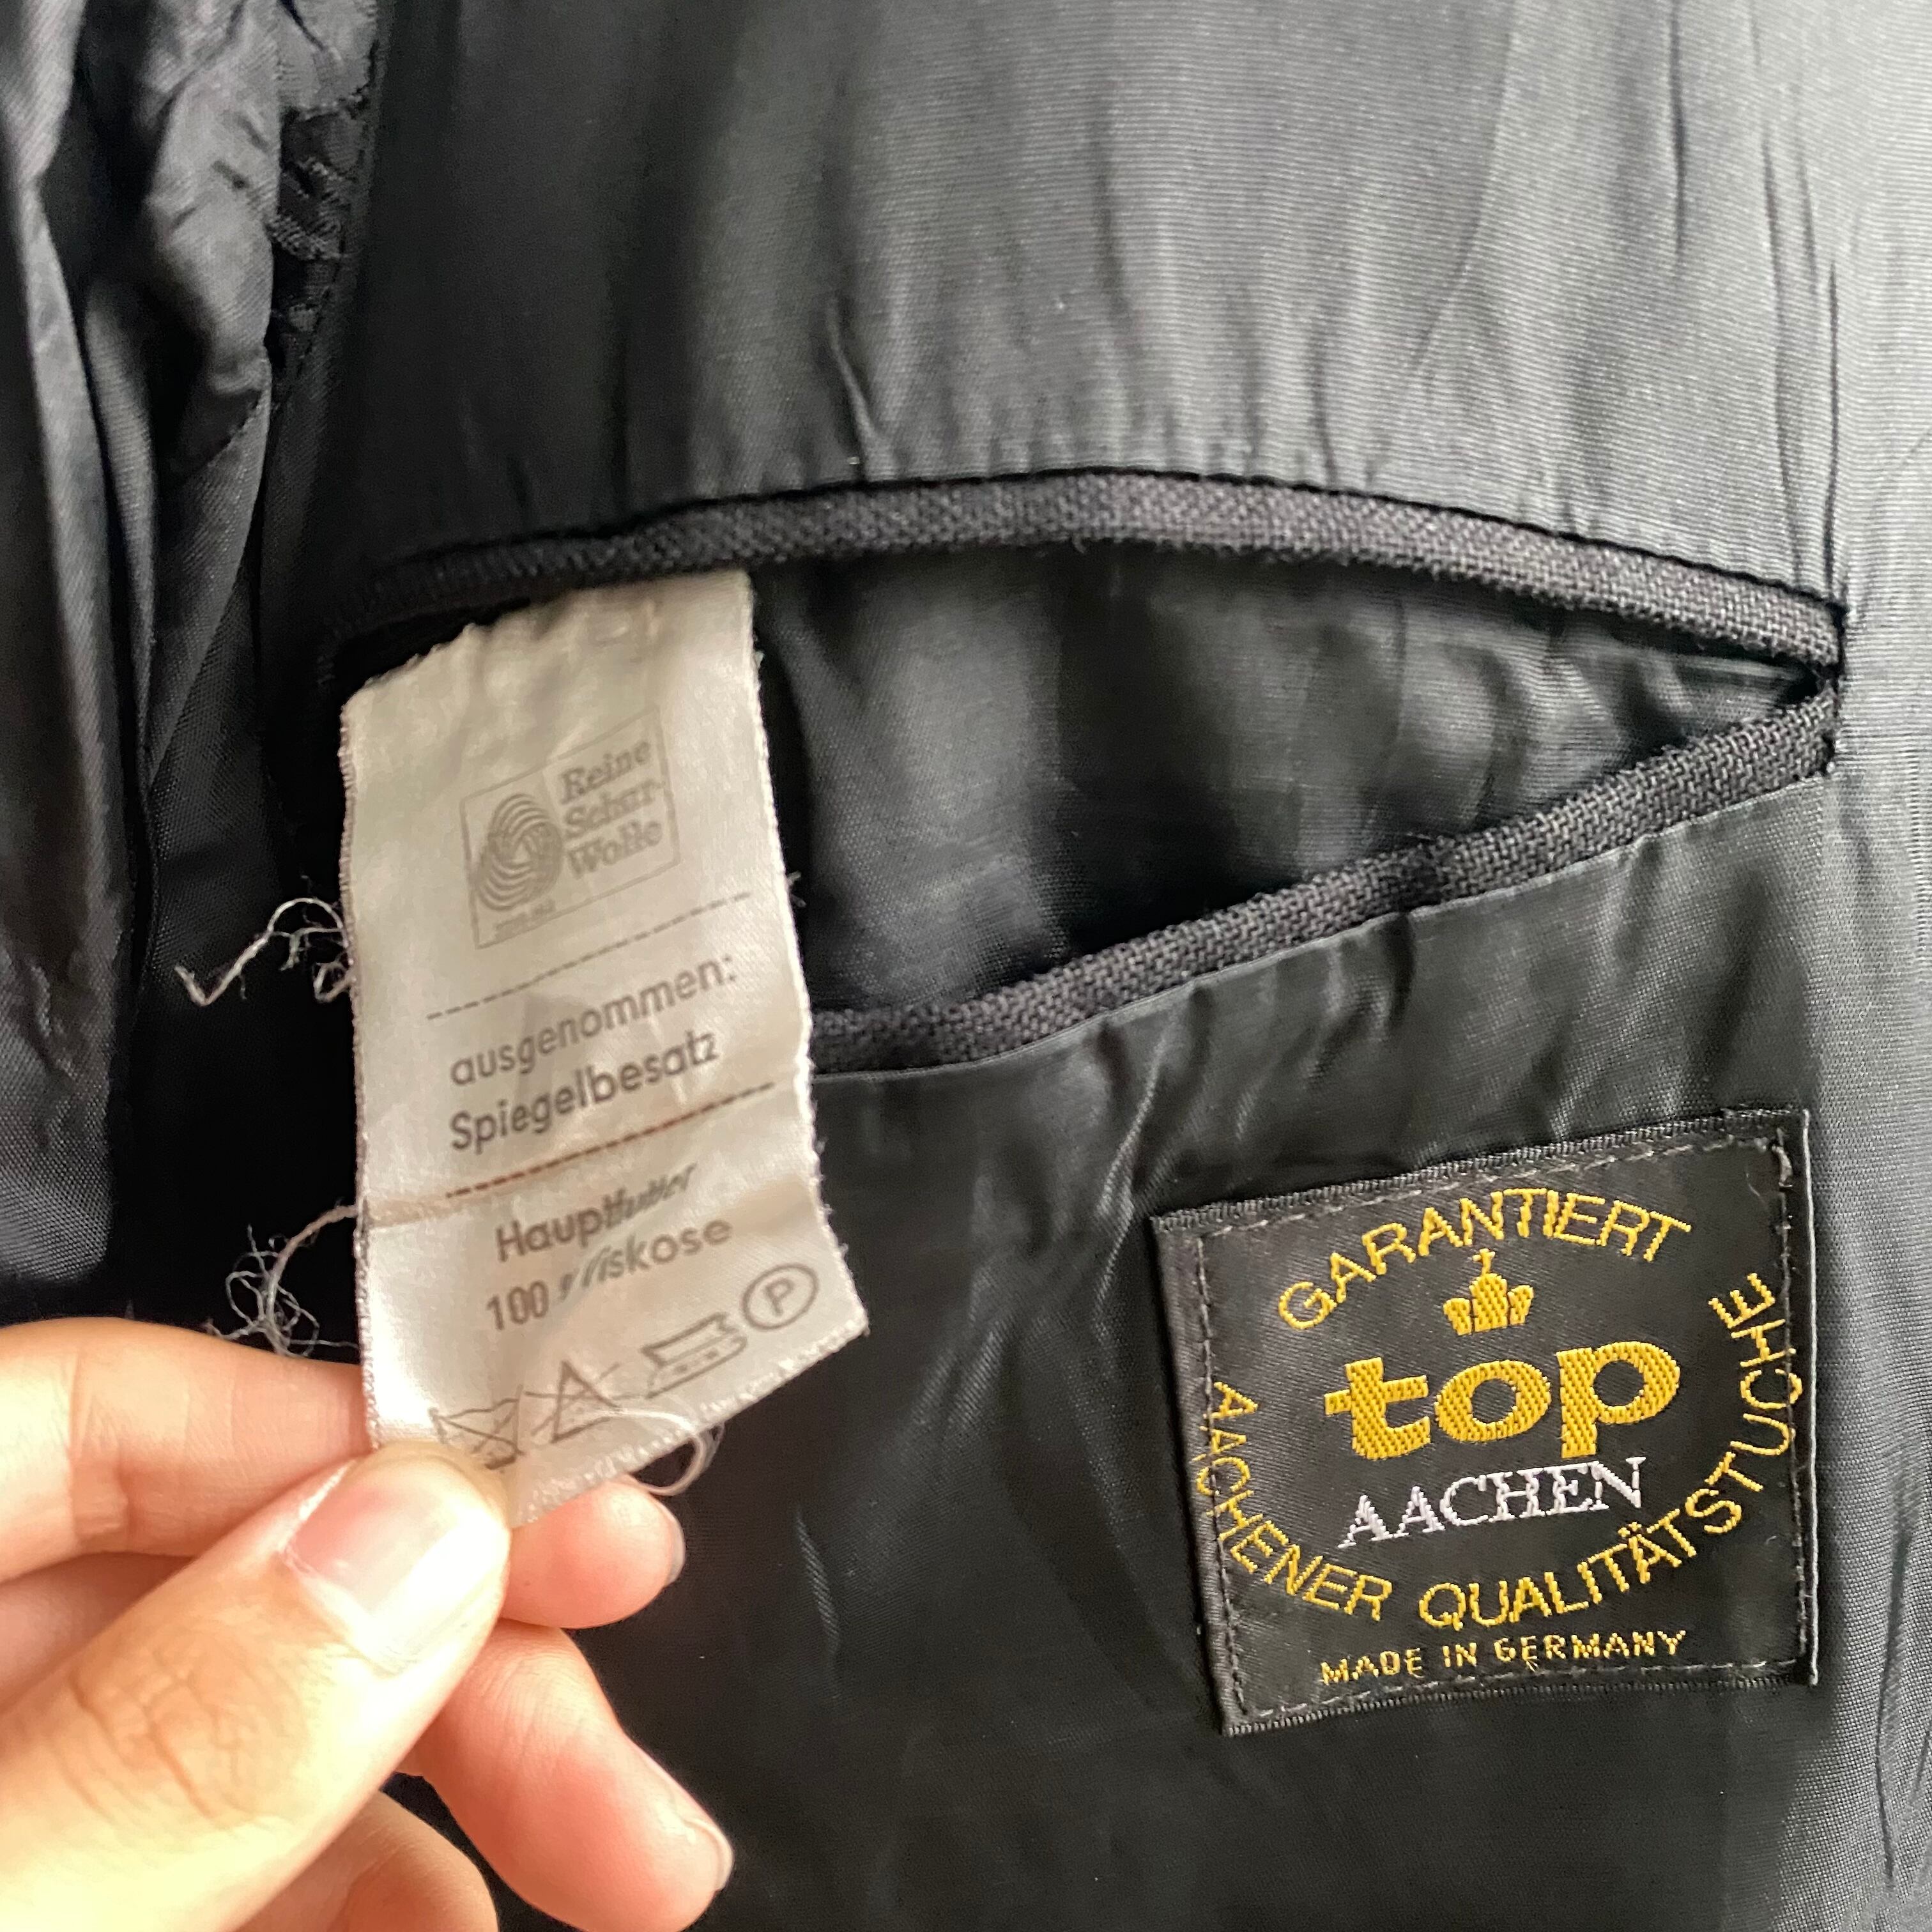 Reine
Schur-
Wolle
ausgenommen:
Spiegelbesatz
Hauptfutter
100 % Viskose
P
GARANTIERT
top
AACHEN
AACHENER QUALITÄTSTUCHE
MADE IN GERMANY